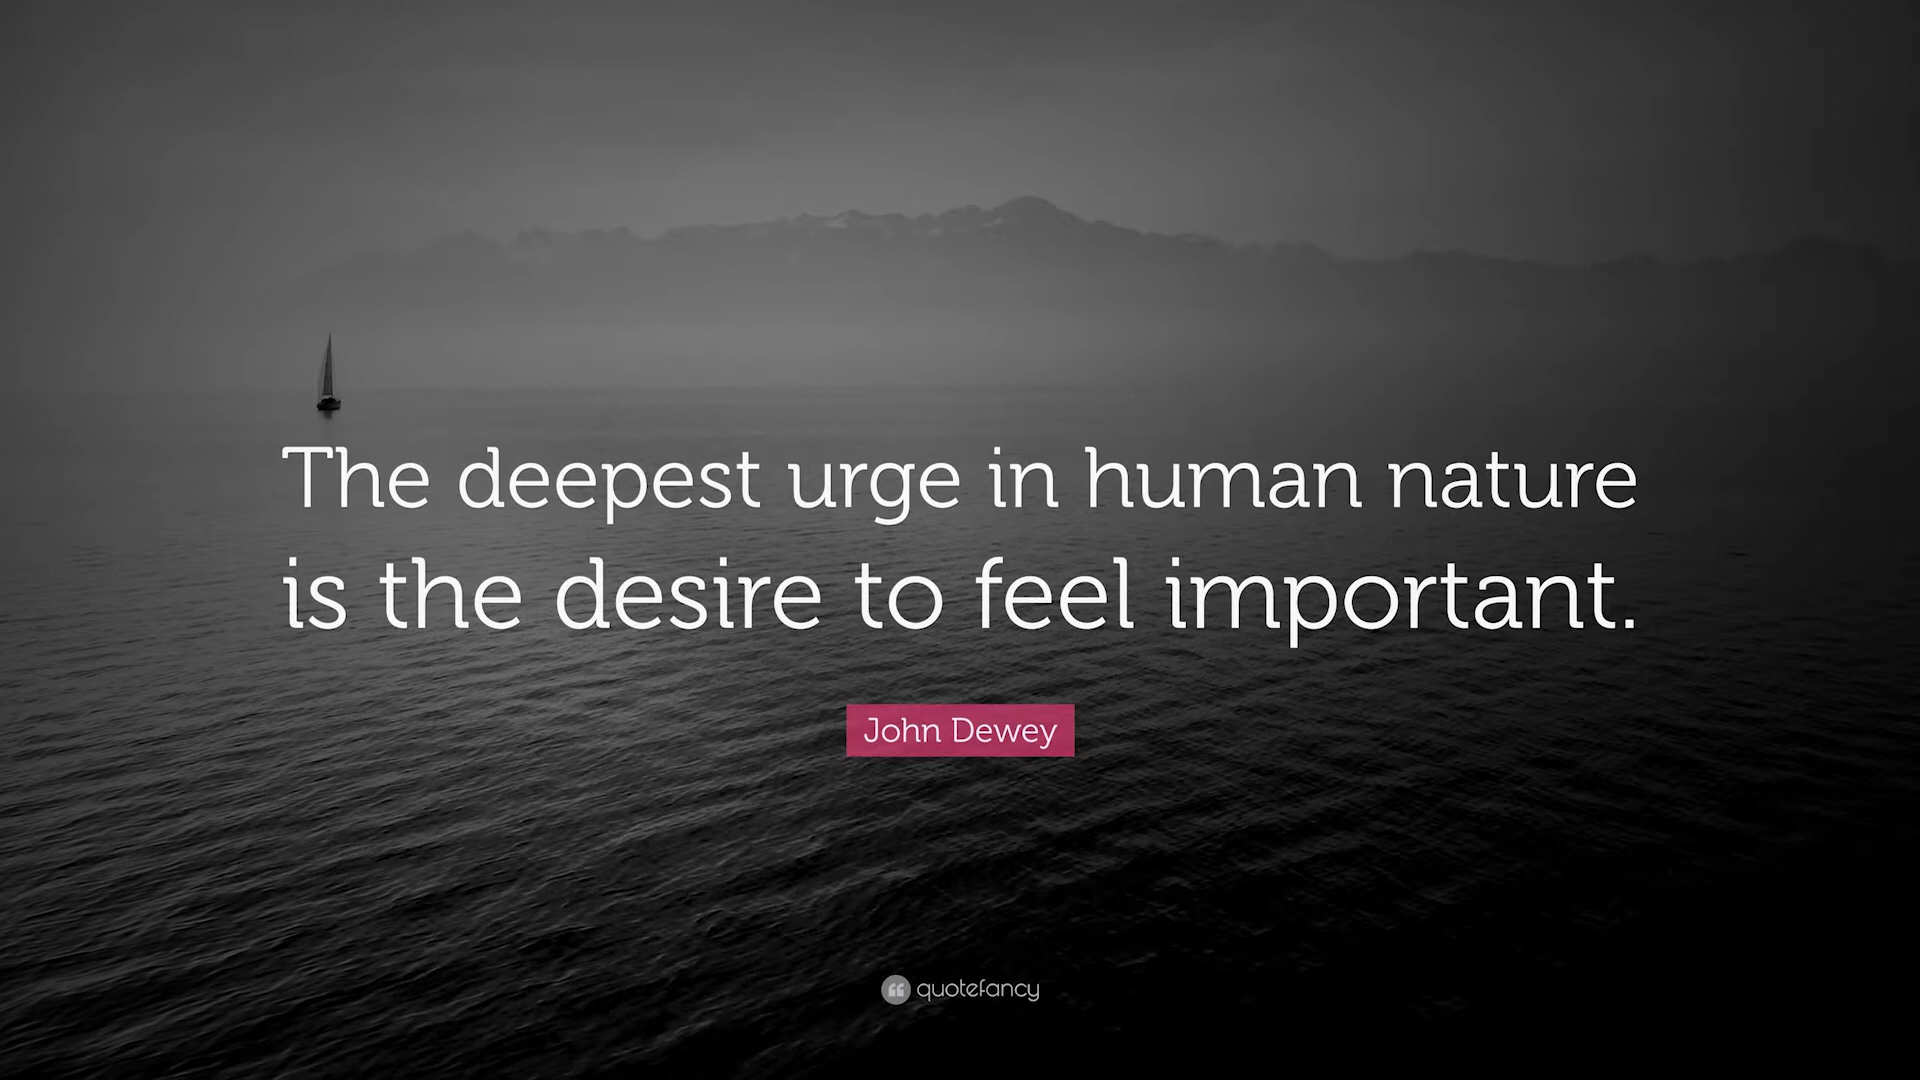 The deepest urge in human nature
is the desire to feel important.
John Dewey
quotefancy